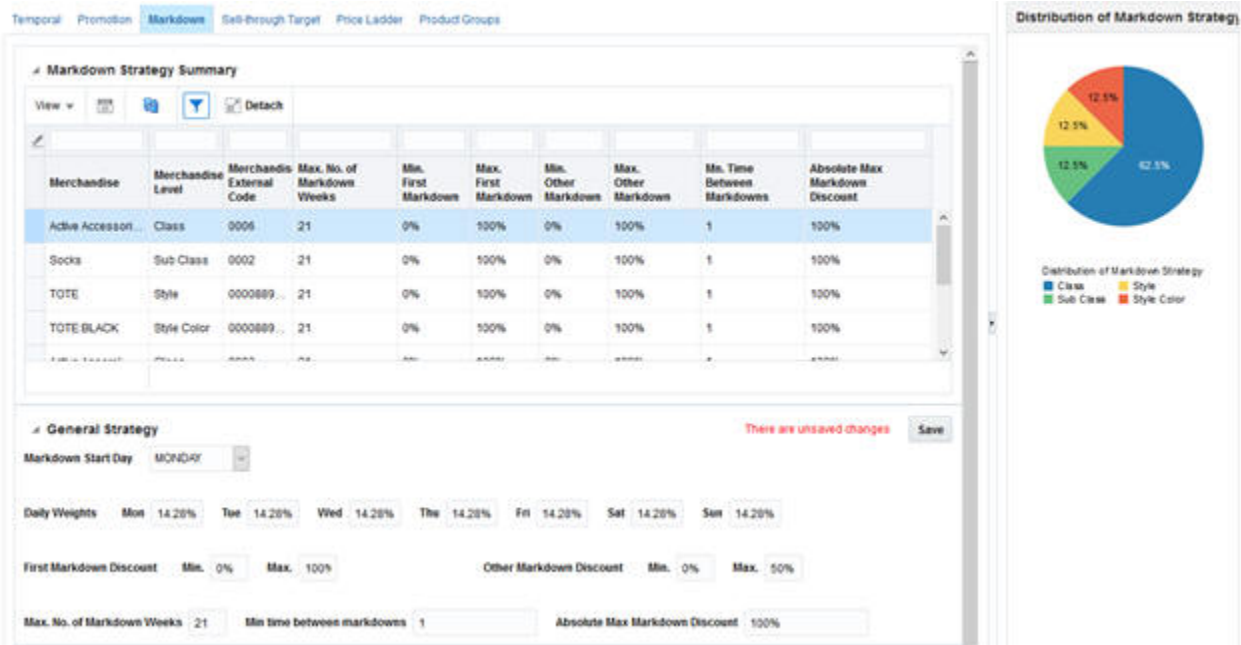 Temporal Promotion Markdown Sell-through Target Price Ladder Product Groups
Distribution of Markdown Strategy
Markdown Strategy Summary
View Detach
Merchandise Merchandise Level Merchandis External Code Max. No. of Markdown Weeks Min. First Markdown Max. First Markdown Min. Other Markdown Max. Other Markdown Mn. Time Between Markdowns Absolute Max Markdown Discount
Active Accessori... Class 0006 21 0% 100% 0% 100% 1 100%
Socks Sub Class 0002 21 0% 100% 0% 100% 1 100%
TOTE Style 0000889... 21 0% 100% 0% 100% 1 100%
TOTE:BLACK Style Color 0000889... 21 0% 100% 0% 100% 1 100%
12.5%
12.5%
12.5% 62.5%
Distribution of Markdown Strategy
Class Style
Sub Class Style Color
General Strategy There are unsaved changes Save
Markdown Start Day MONDAY
Daily Weights Mon 14.28% Tue 14.28% Wed 14.28% Thu 14.28% Fri 14.28% Sat 14.28% Sun 14.29%
First Markdown Discount Min. 0% Max. 100% Other Markdown Discount Min. 0% Max. 50%
Max. No. of Markdown Weeks 21 Min time between markdowns 1 Absolute Max Markdown Discount 100%